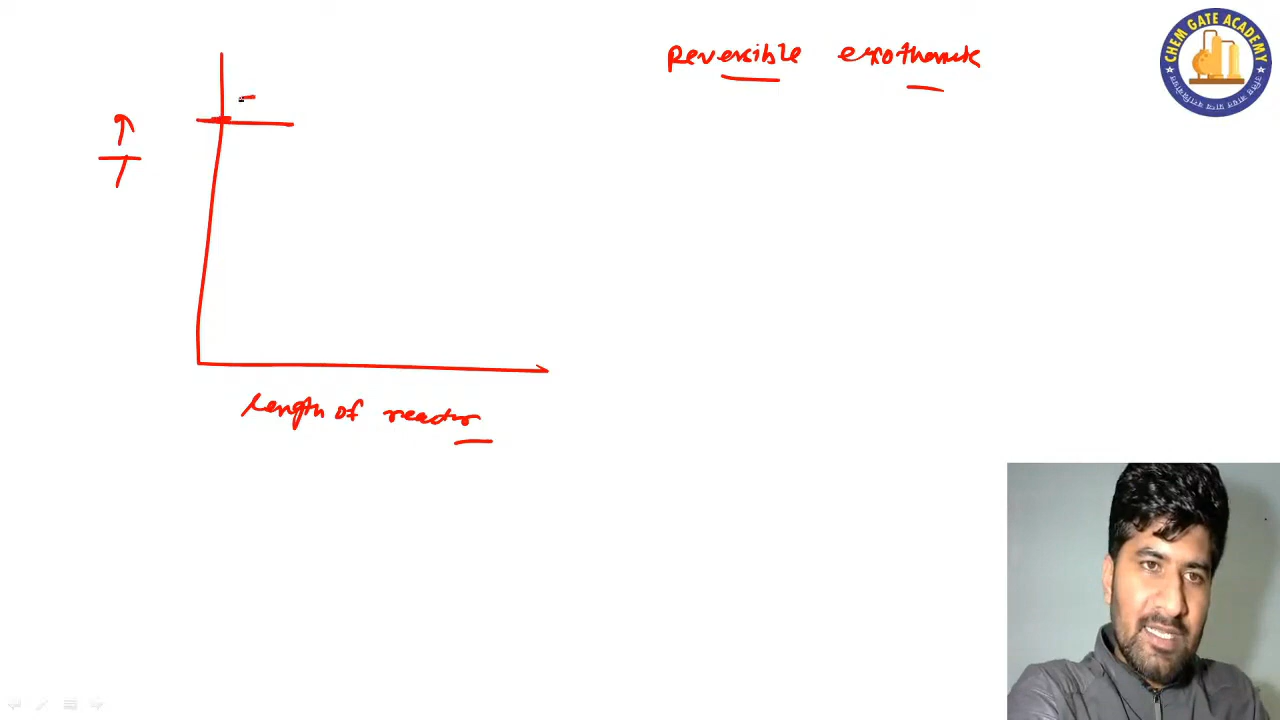 Reversible exothermic
T
length of reactor
CHEM GATE ACADEMY